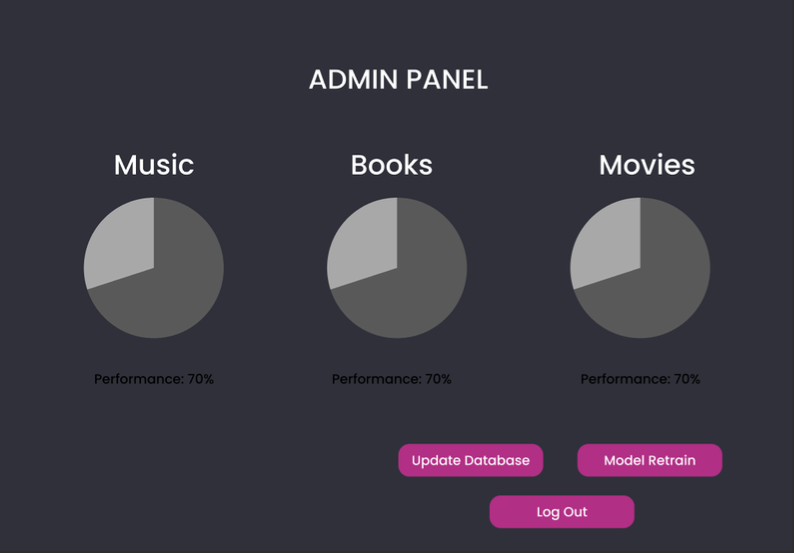 ADMIN PANEL
Music
Books
Movies
Performance: 70%
Performance: 70%
Performance: 70%
Update Database
Model Retrain
Log Out